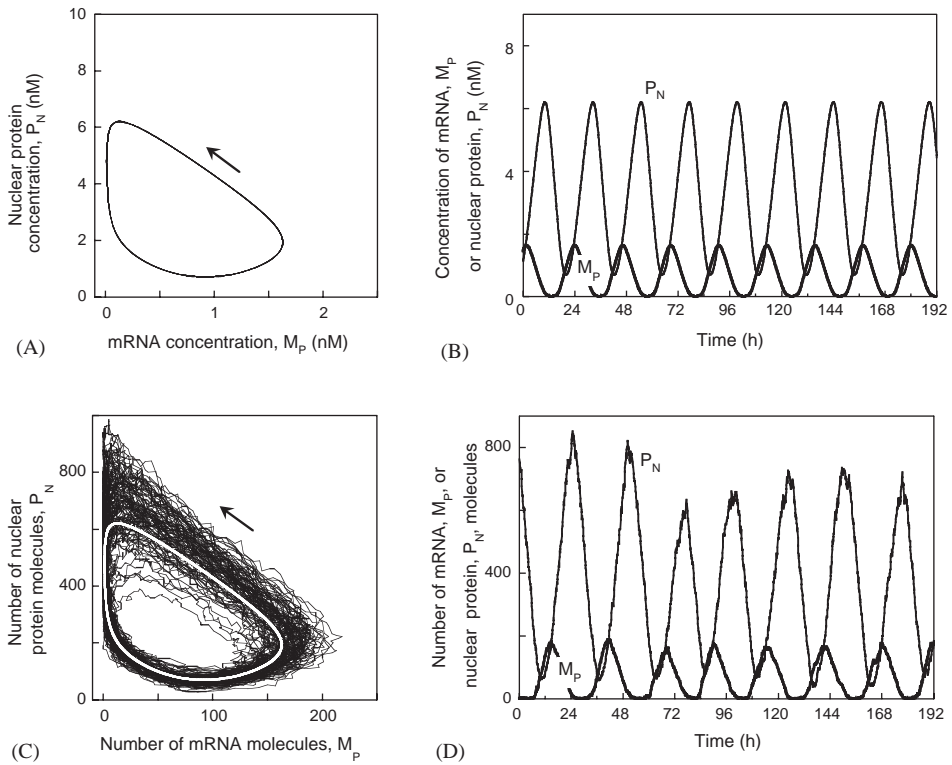 10
8
6
4
2
0
Nuclear protein
concentration, P_N (nM)
0
1
2
mRNA concentration, M_P (nM)
(A)
8
4
0
Concentration of mRNA, M_P
or nuclear protein, P_N (nM)
P_N
M_P
0 24 48 72 96 120 144 168 192
Time (h)
(B)
800
600
400
200
0
Number of nuclear
protein molecules, P_N
0
100
200
Number of mRNA molecules, M_P
(C)
800
400
0
Number of mRNA, M_P, or
nuclear protein, P_N, molecules
P_N
M_P
0 24 48 72 96 120 144 168 192
Time (h)
(D)